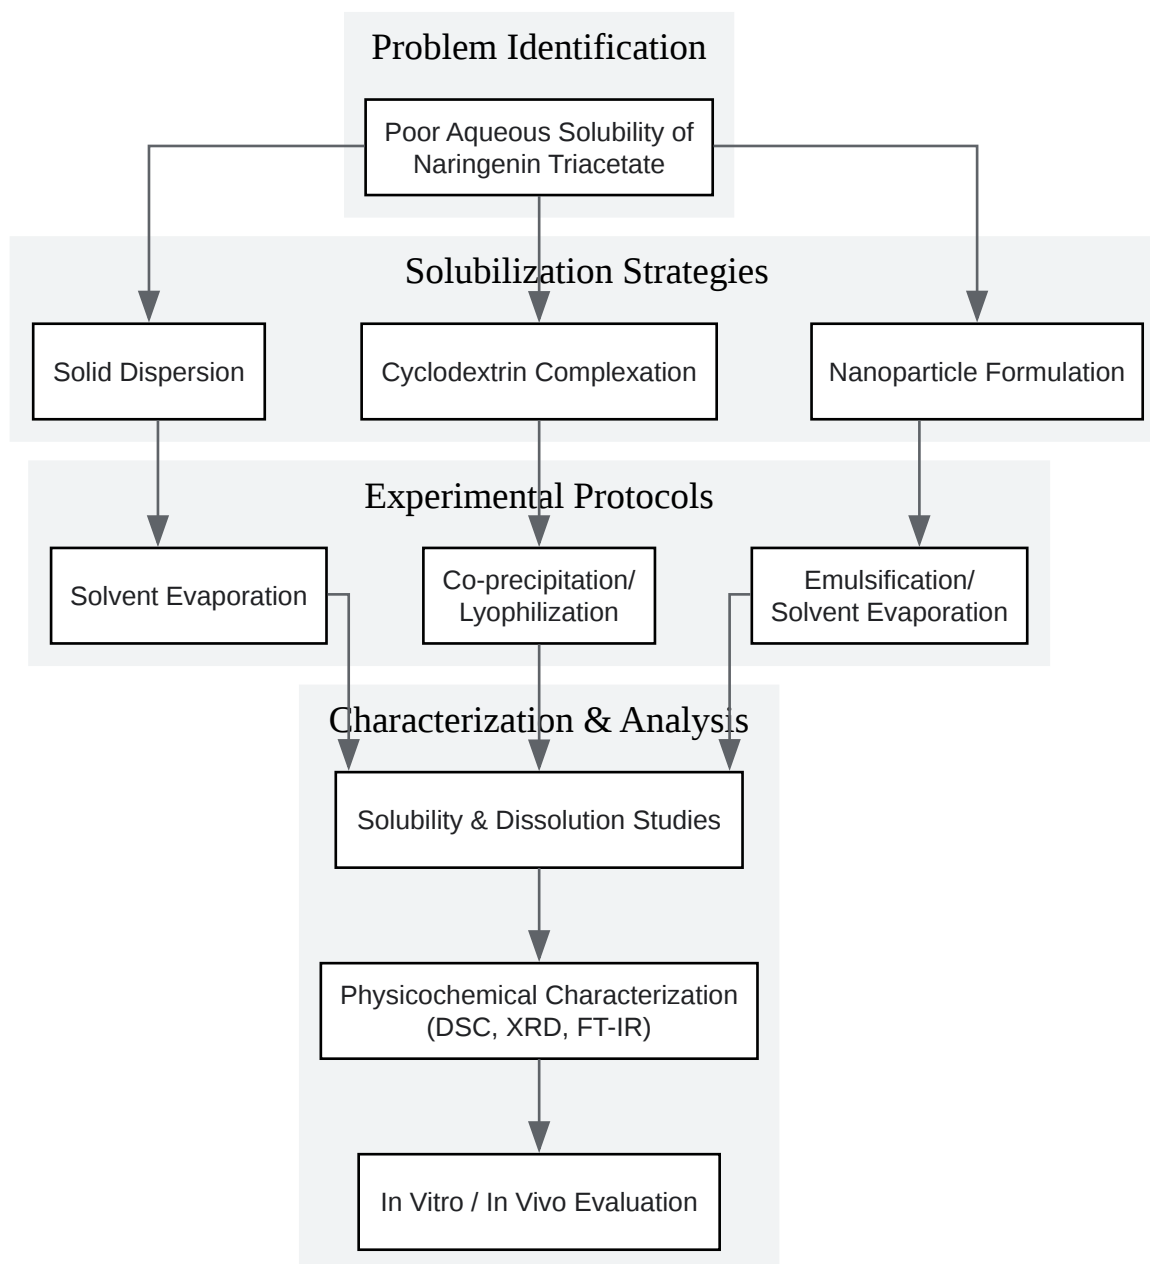 Problem Identification
Poor Aqueous Solubility of
Naringenin Triacetate
Solubilization Strategies
Solid Dispersion
Cyclodextrin Complexation
Nanoparticle Formulation
Experimental Protocols
Solvent Evaporation
Co-precipitation/
Lyophilization
Emulsification/
Solvent Evaporation
Characterization & Analysis
Solubility & Dissolution Studies
Physicochemical Characterization
(DSC, XRD, FT-IR)
In Vitro / In Vivo Evaluation